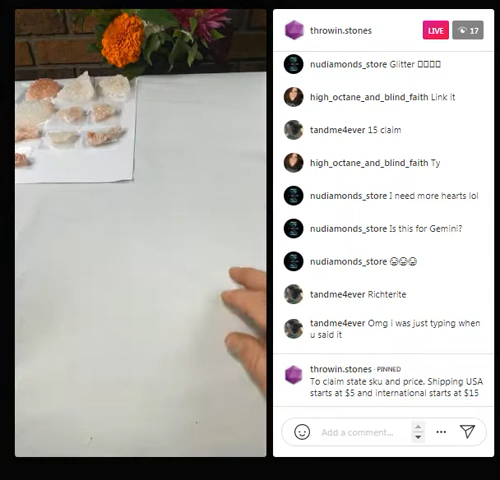 throwin.stones
LIVE
17
nudiamonds_store Glitter
high_octane_and_blind_faith Link it
tandme4ever 15 claim
high_octane_and_blind_faith Ty
nudiamonds_store I need more hearts lol
nudiamonds_store Is this for Gemini?
nudiamonds_store
tandme4ever Richterite
tandme4ever Omg i was just typing when
u said it
throwin.stones · PINNED
To claim state sku and price. Shipping USA
starts at $5 and international starts at $15
Add a comment...